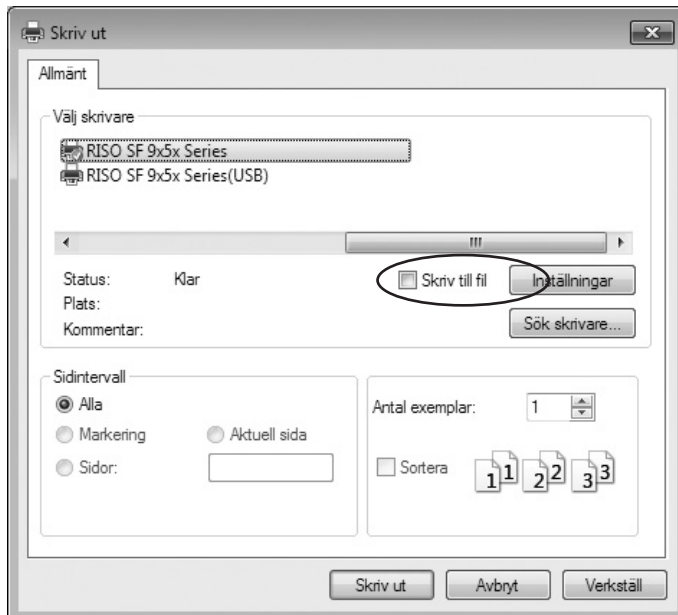 Skriv ut
Allmänt
Välj skrivare
RISO SF 9x5x Series
RISO SF 9x5x Series(USB)
Status: Klar
Skriv till fil
Inställningar
Plats:
Kommentar:
Sök skrivare...
Sidintervall
Alla
Markering
Aktuell sida
Sidor:
Antal exemplar: 1
Sortera
1 1 2 2 3 3
Skriv ut
Avbryt
Verkställ